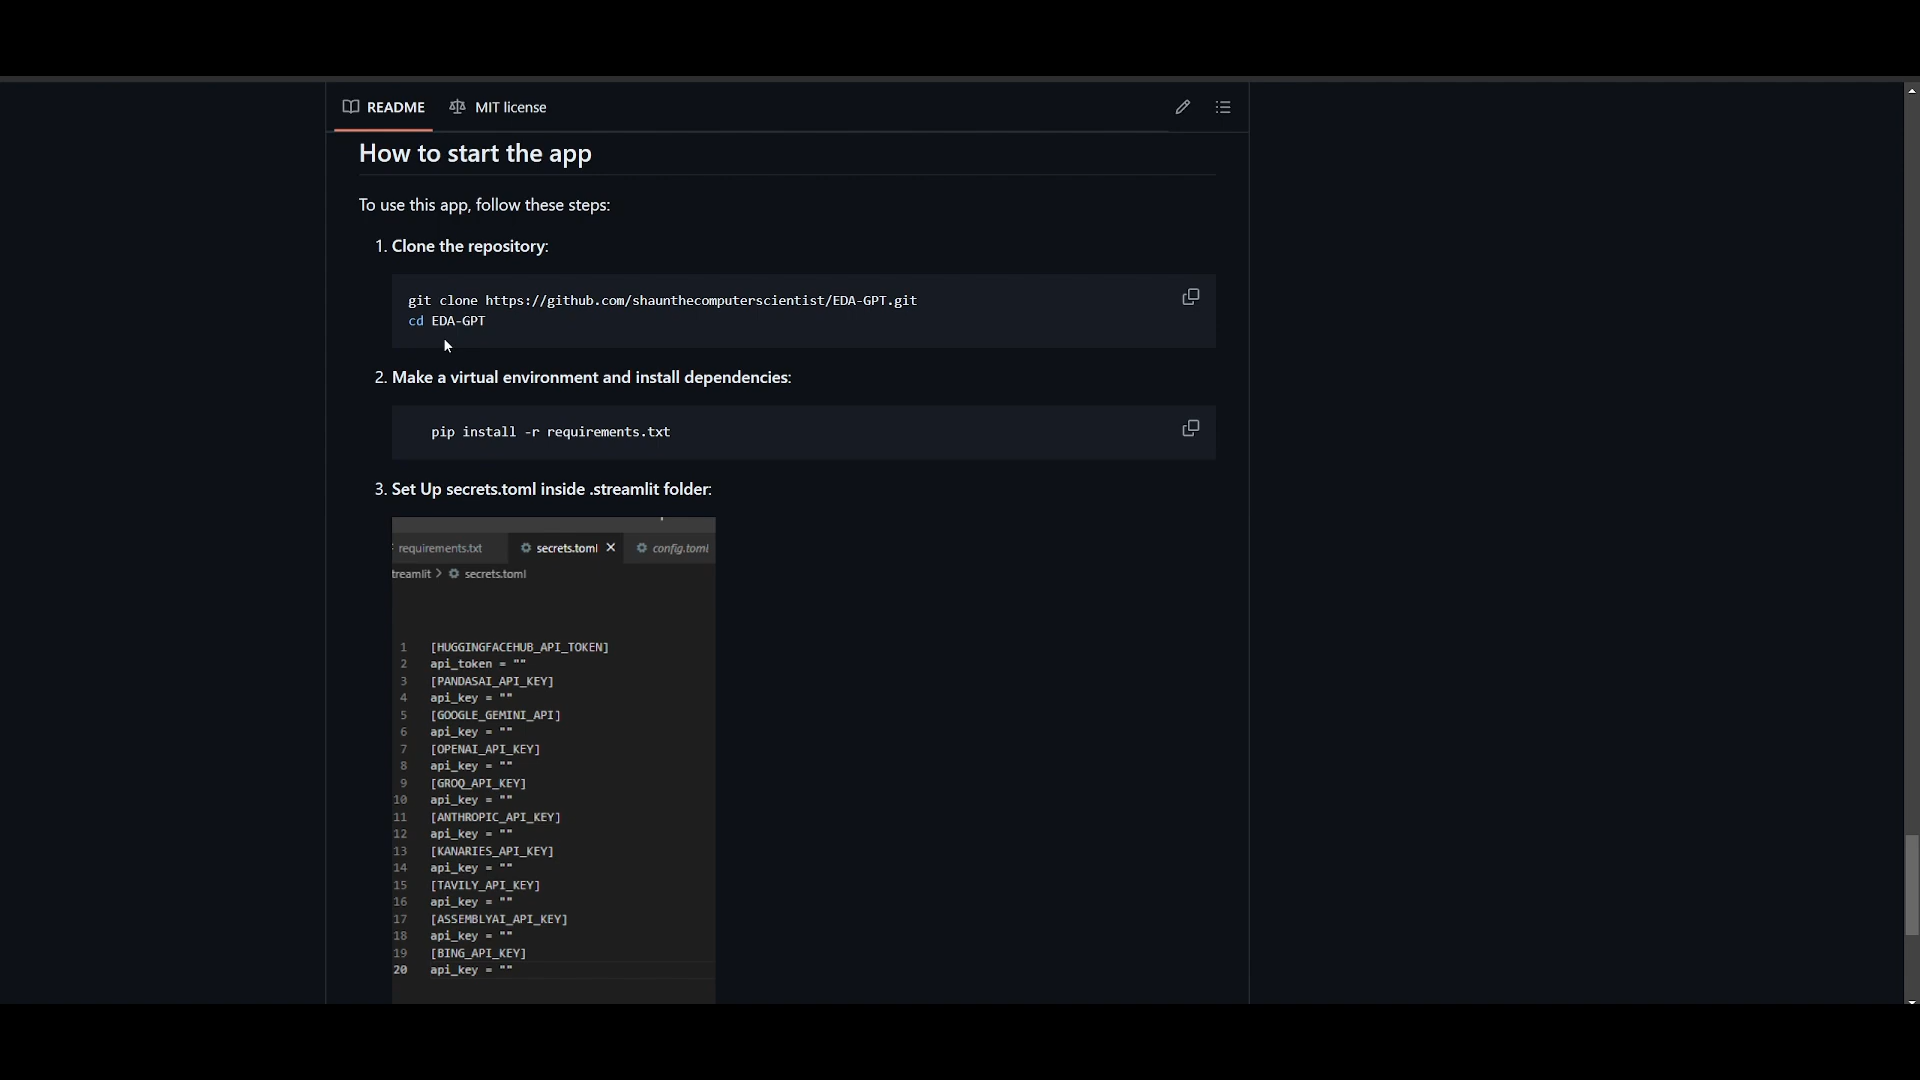 README MIT license
How to start the app
To use this app, follow these steps:
1. Clone the repository:
git clone https://github.com/shaunthecomputerscientist/EDA-GPT.git
cd EDA-GPT
2. Make a virtual environment and install dependencies:
pip install -r requirements.txt
3. Set Up secrets.toml inside .streamlit folder:
requirements.txt secrets.toml config.toml
treamlit > secrets.toml
1 [HUGGINGFACEHUB_API_TOKEN]
2 api_token = ""
3 [PANDASAI_API_KEY]
4 api_key = ""
5 [GOOGLE_GEMINI_API]
6 api_key = ""
7 [OPENAI_API_KEY]
8 api_key = ""
9 [GROQ_API_KEY]
10 api_key = ""
11 [ANTHROPIC_API_KEY]
12 api_key = ""
13 [KANARIES_API_KEY]
14 api_key = ""
15 [TAVILY_API_KEY]
16 api_key = ""
17 [ASSEMBLYAI_API_KEY]
18 api_key = ""
19 [BING_API_KEY]
20 api_key = ""